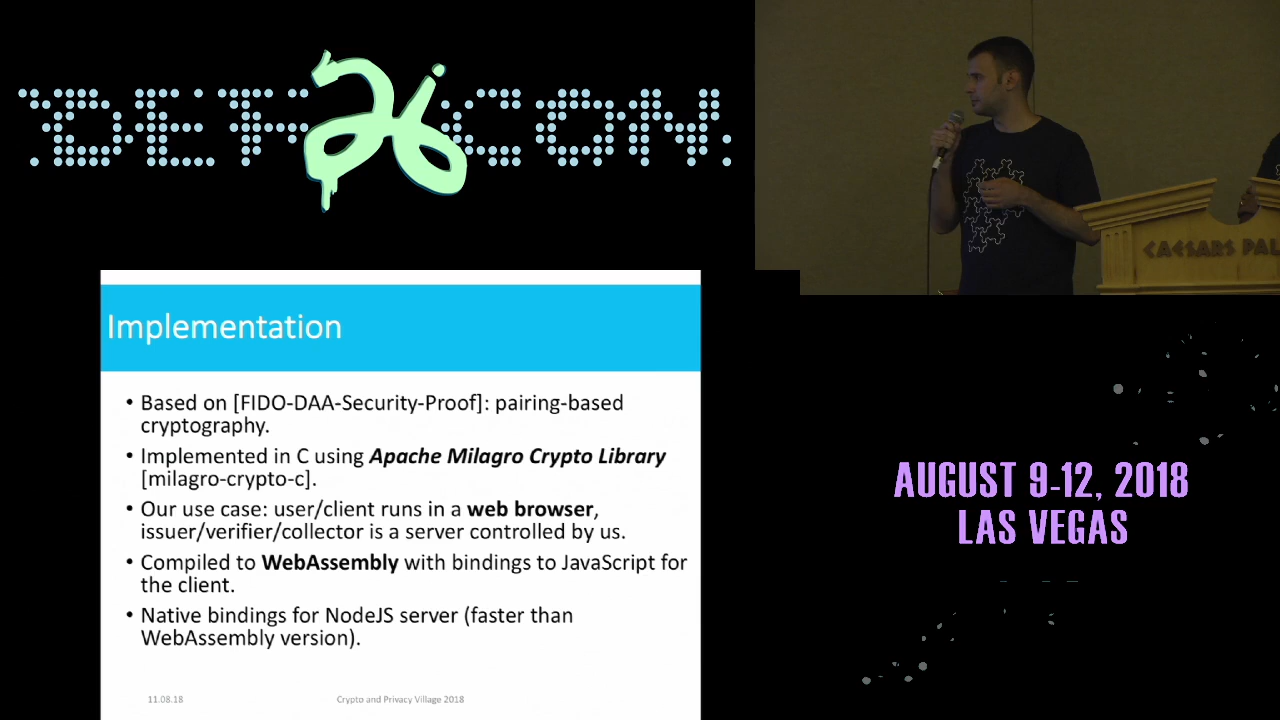 DEF 26 CON
CAESARS PAL
Implementation
• Based on [FIDO-DAA-Security-Proof]: pairing-based
cryptography.
• Implemented in C using Apache Milagro Crypto Library
[milagro-crypto-c].
• Our use case: user/client runs in a web browser,
issuer/verifier/collector is a server controlled by us.
• Compiled to WebAssembly with bindings to JavaScript for
the client.
• Native bindings for NodeJS server (faster than
WebAssembly version).
11.08.18
Crypto and Privacy Village 2018
AUGUST 9-12, 2018
LAS VEGAS